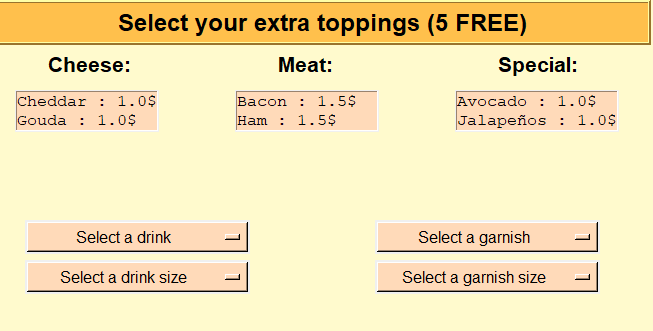 Select your extra toppings (5 FREE)
Cheese:
Cheddar : 1.0$
Gouda : 1.0$
Meat:
Bacon : 1.5$
Ham : 1.5$
Special:
Avocado : 1.0$
Jalapeños : 1.0$
Select a drink
Select a drink size
Select a garnish
Select a garnish size